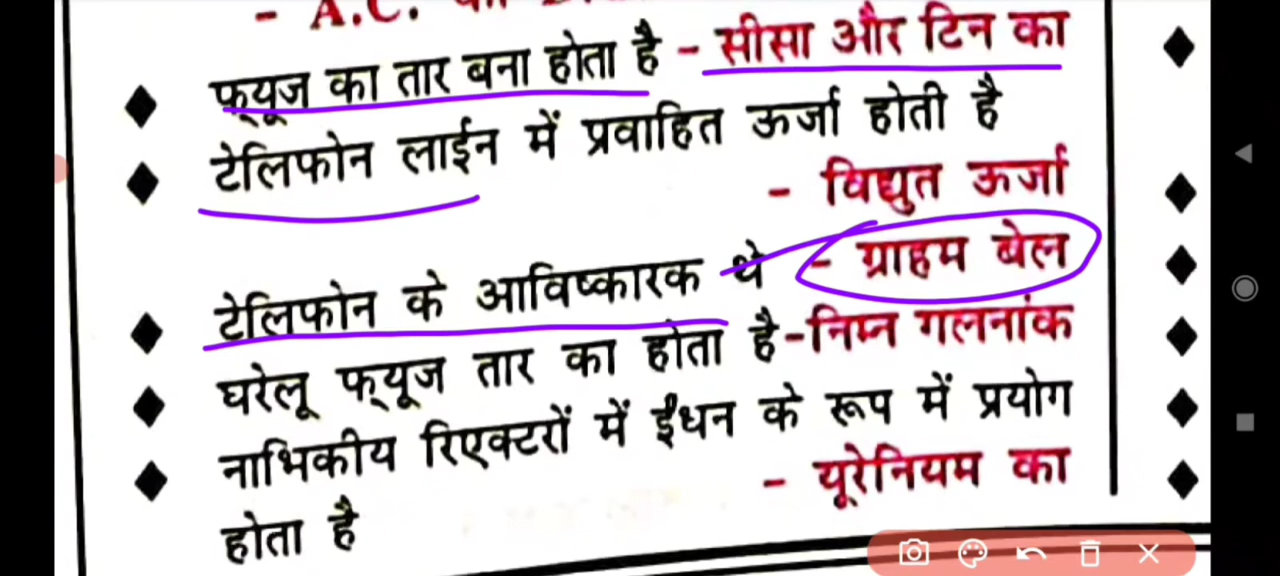 - A.C. का
फ्यूज का तार बना होता है - सीसा और टिन का
टेलिफोन लाईन में प्रवाहित ऊर्जा होती है
- विद्युत ऊर्जा
टेलिफोन के आविष्कारक थे - ग्राहम बेल
घरेलू फ्यूज तार का होता है-निम्न गलनांक
नाभिकीय रिएक्टरों में ईंधन के रूप में प्रयोग
होता है - यूरेनियम का